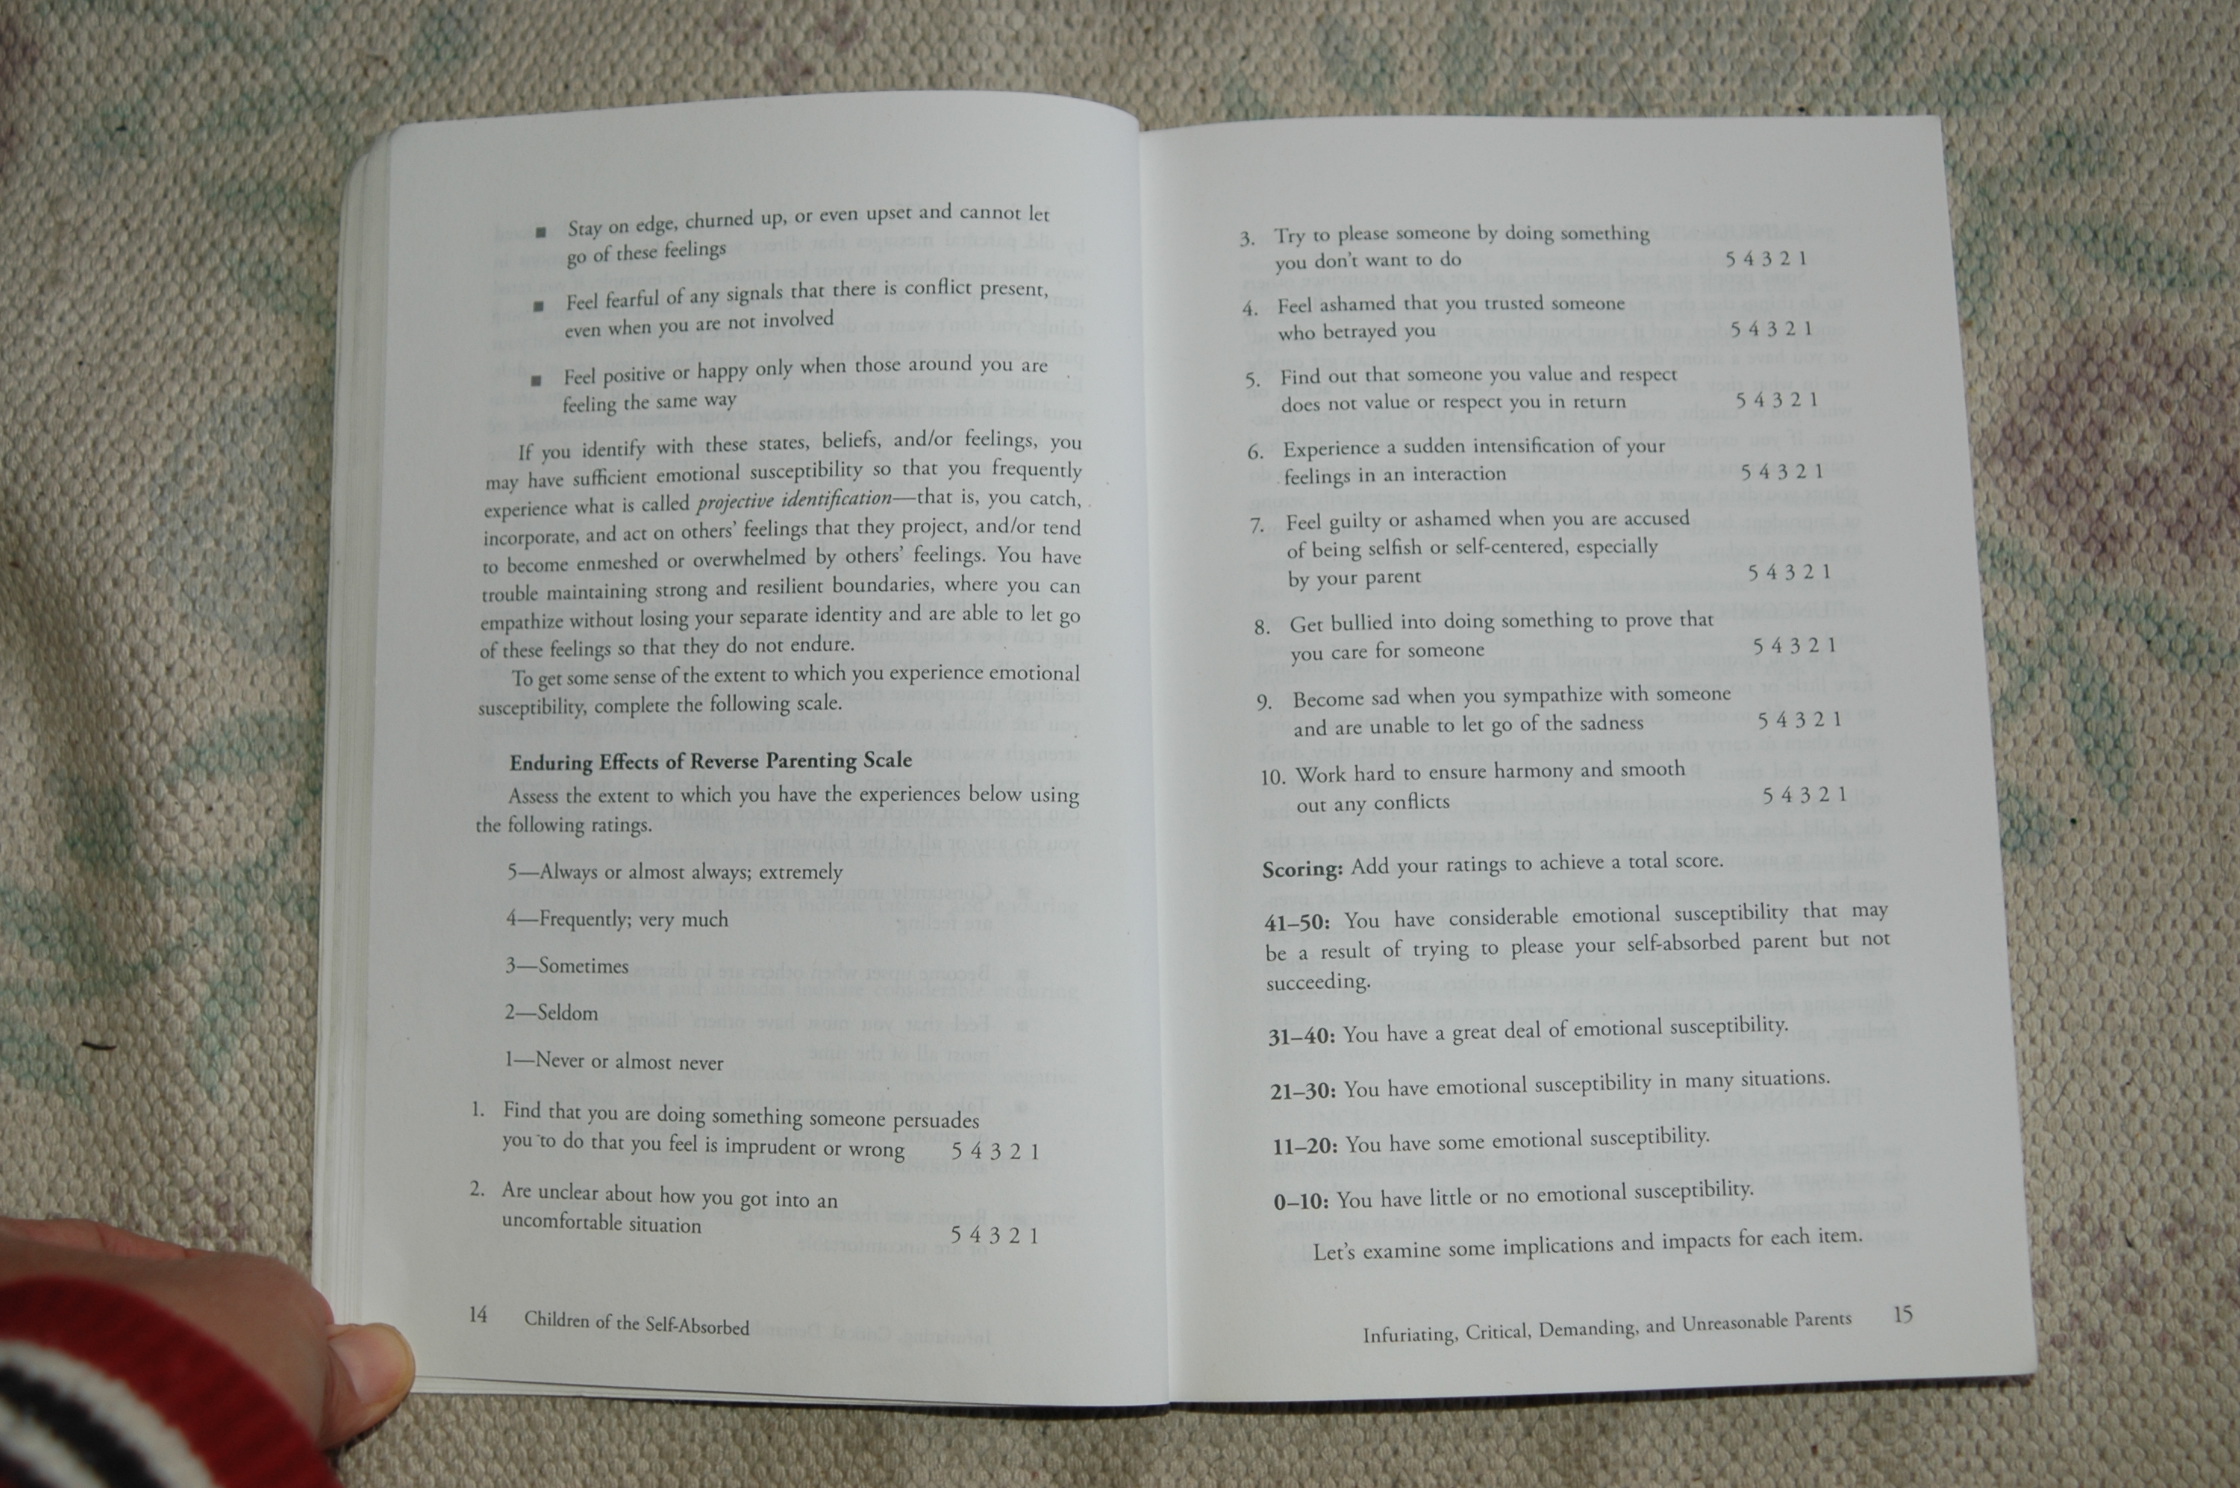 ■ Stay on edge, churned up, or even upset and cannot let
go of these feelings
■ Feel fearful of any signals that there is conflict present,
even when you are not involved
■ Feel positive or happy only when those around you are
feeling the same way
If you identify with these states, beliefs, and/or feelings, you
may have sufficient emotional susceptibility so that you frequently
experience what is called projective identification—that is, you catch,
incorporate, and act on others' feelings that they project, and/or tend
to become enmeshed or overwhelmed by others' feelings. You have
trouble maintaining strong and resilient boundaries, where you can
empathize without losing your separate identity and are able to let go
of these feelings so that they do not endure.
To get some sense of the extent to which you experience emotional
susceptibility, complete the following scale.
Enduring Effects of Reverse Parenting Scale
Assess the extent to which you have the experiences below using
the following ratings.
5—Always or almost always; extremely
4—Frequently; very much
3—Sometimes
2—Seldom
1—Never or almost never
1. Find that you are doing something someone persuades
you to do that you feel is imprudent or wrong 5 4 3 2 1
2. Are unclear about how you got into an
uncomfortable situation 5 4 3 2 1
14 Children of the Self-Absorbed
3. Try to please someone by doing something
you don't want to do 5 4 3 2 1
4. Feel ashamed that you trusted someone
who betrayed you 5 4 3 2 1
5. Find out that someone you value and respect
does not value or respect you in return 5 4 3 2 1
6. Experience a sudden intensification of your
feelings in an interaction 5 4 3 2 1
7. Feel guilty or ashamed when you are accused
of being selfish or self-centered, especially
by your parent 5 4 3 2 1
8. Get bullied into doing something to prove that
you care for someone 5 4 3 2 1
9. Become sad when you sympathize with someone
and are unable to let go of the sadness 5 4 3 2 1
10. Work hard to ensure harmony and smooth
out any conflicts 5 4 3 2 1
Scoring: Add your ratings to achieve a total score.
41–50: You have considerable emotional susceptibility that may
be a result of trying to please your self-absorbed parent but not
succeeding.
31–40: You have a great deal of emotional susceptibility.
21–30: You have emotional susceptibility in many situations.
11–20: You have some emotional susceptibility.
0–10: You have little or no emotional susceptibility.
Let's examine some implications and impacts for each item.
Infuriating, Critical, Demanding, and Unreasonable Parents 15